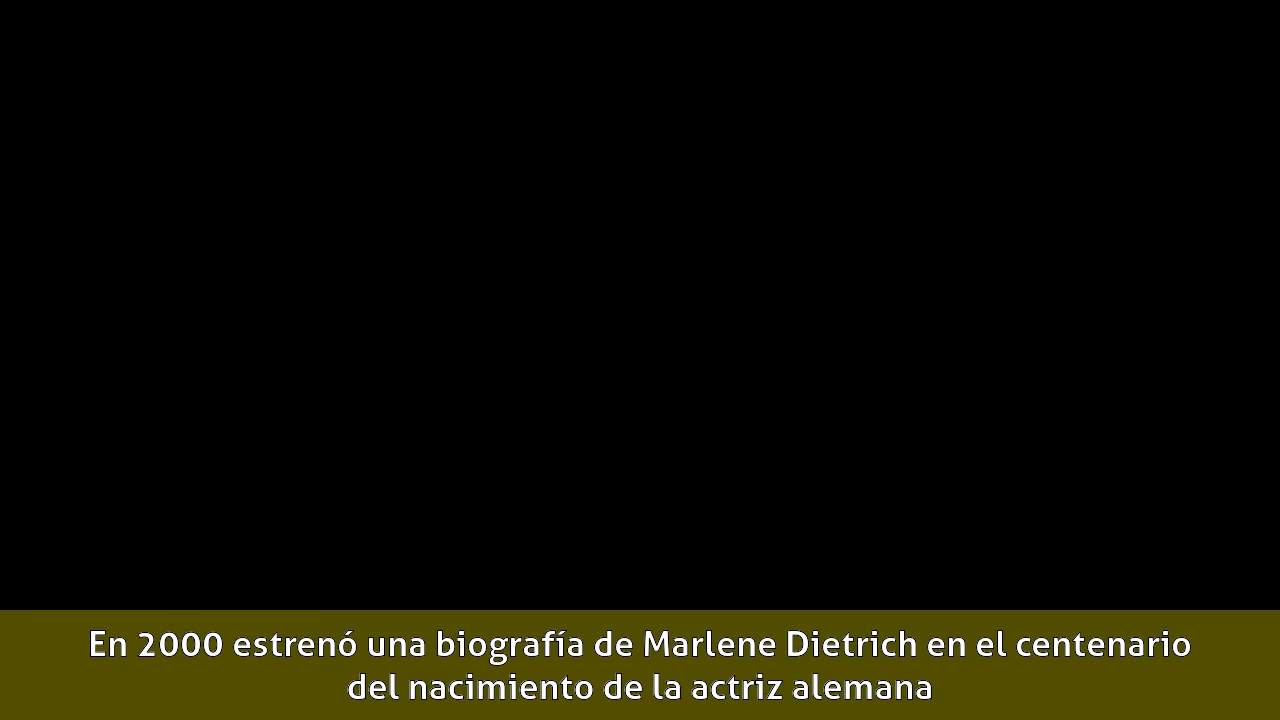 En 2000 estrenó una biografía de Marlene Dietrich en el centenario
del nacimiento de la actriz alemana